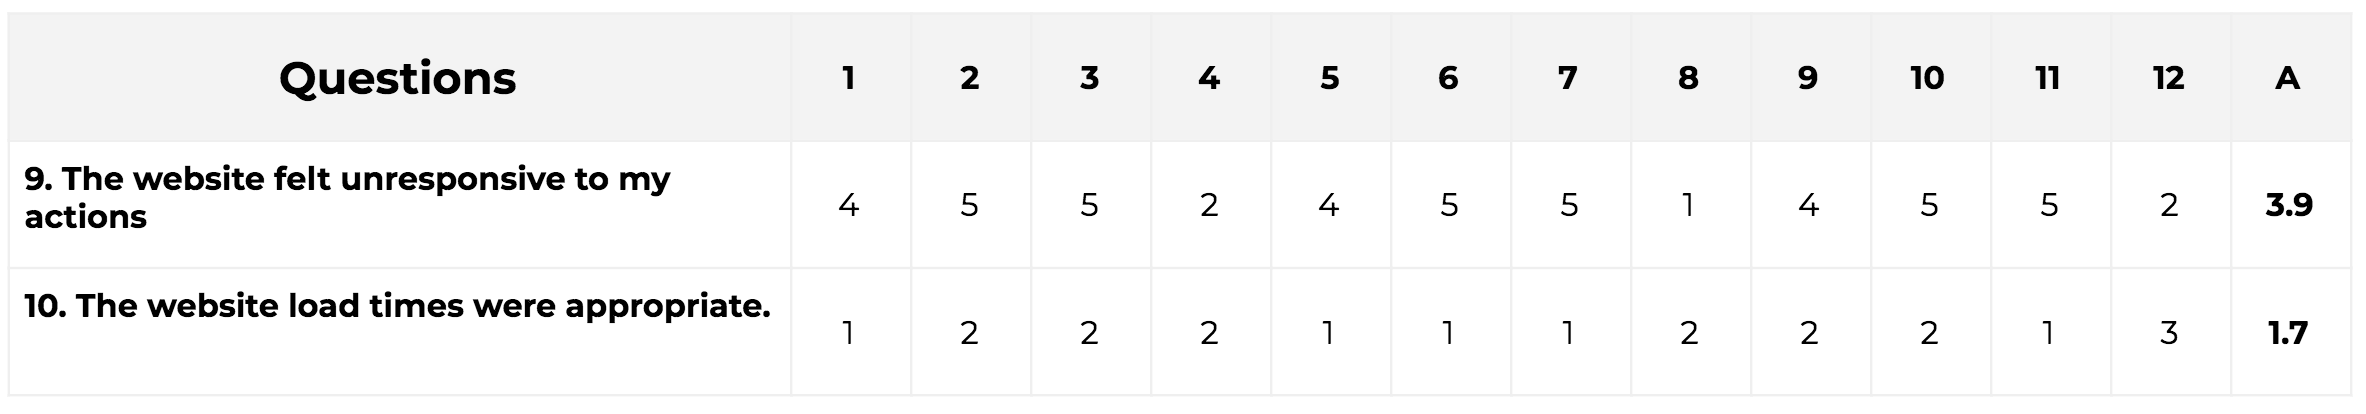 Questions 1 2 3 4 5 6 7 8 9 10 11 12 A
9. The website felt unresponsive to my
actions
4 5 5 2 4 5 5 1 4 5 5 2 3.9
10. The website load times were appropriate.
1 2 2 2 1 1 1 2 2 2 1 3 1.7